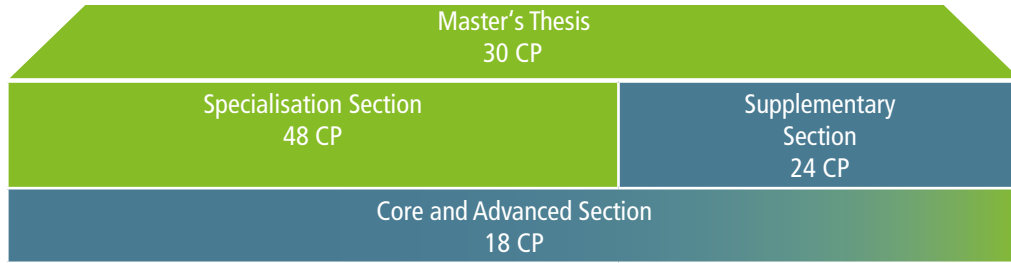 Master‘s Thesis
30 CP
Specialisation Section
48 CP
Supplementary
Section
24 CP
Core and Advanced Section
18 CP